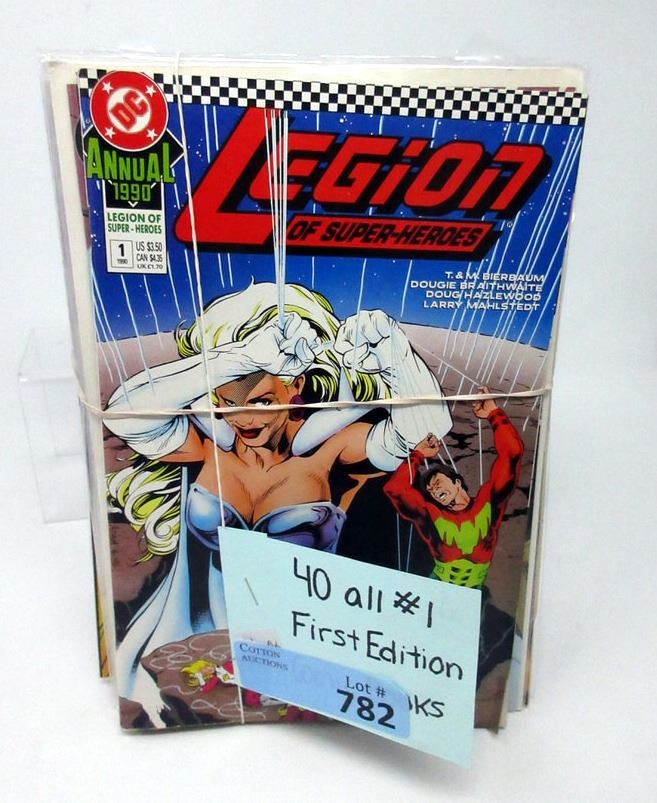 DC
ANNUAL
1990
LEGION OF
SUPER-HEROES
1
1990
US $3.50
CAN $4.35
UK £1.70
LEGION
OF SUPER-HEROES
T. & M. BIERBAUM
DOUGIE BRAITHWAITE
DOUG HAZLEWOOD
LARRY MAHLSTEDT
40 all #1
First Edition
COTTON
AUCTIONS
Lot #
782